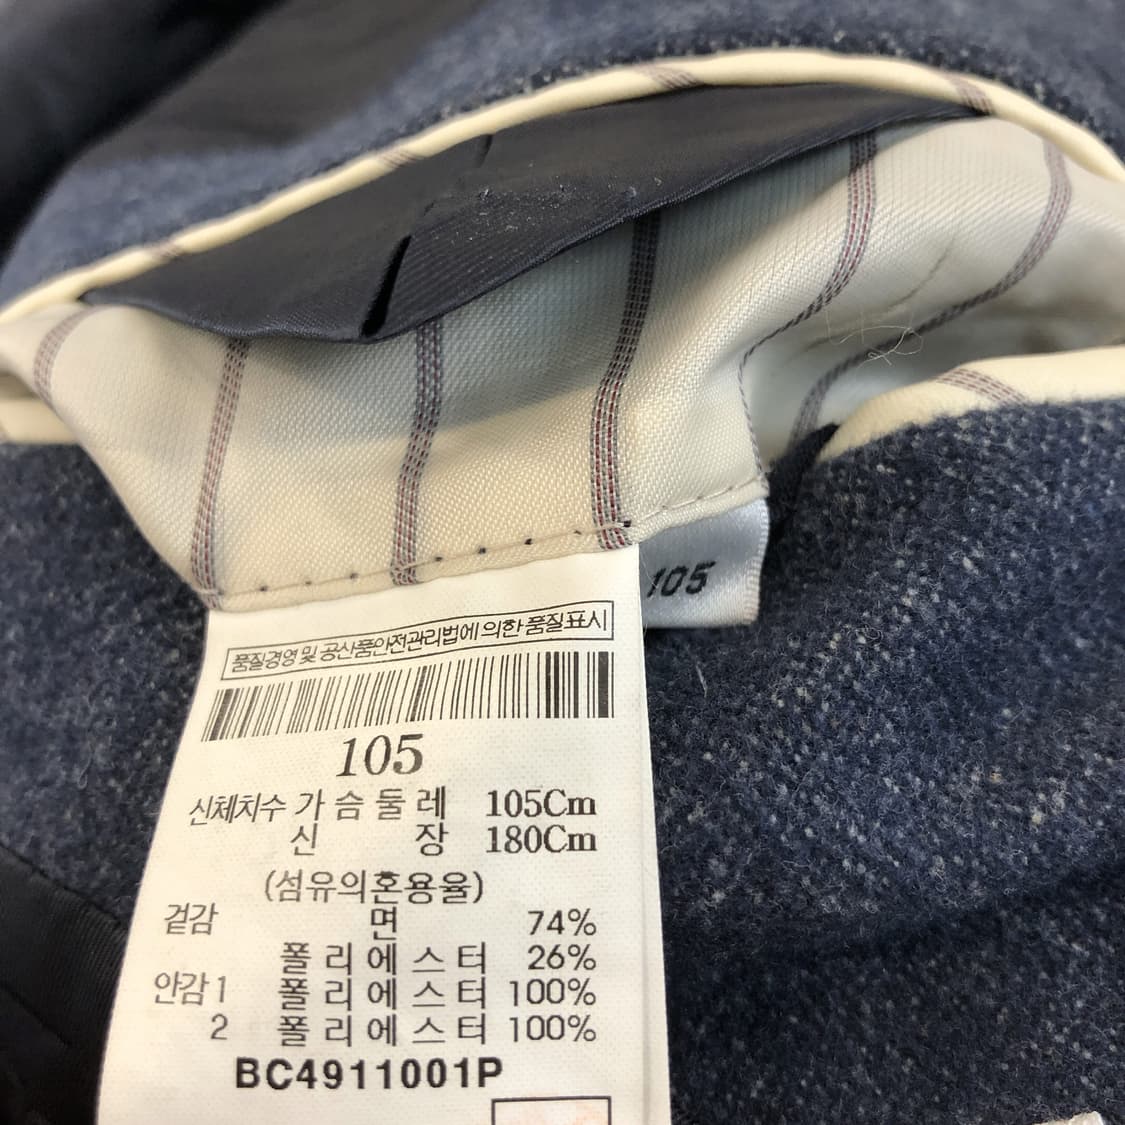 105
품질경영 및 공산품안전관리법에 의한 품질표시
105
신체치수 가슴둘레 105Cm
신장 180Cm
(섬유의혼용율)
겉감 면 74%
폴리에스터 26%
안감1 폴리에스터 100%
2 폴리에스터 100%
BC4911001P